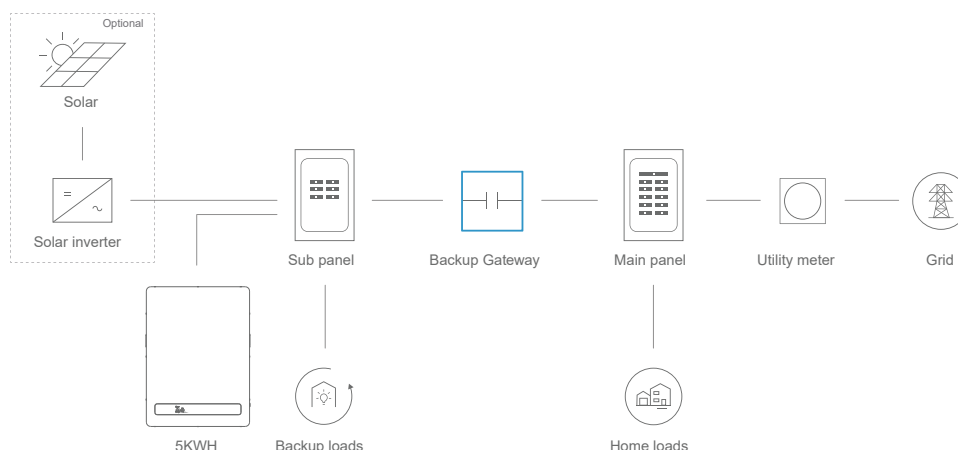 Optional
Solar
Solar inverter
Sub panel
Backup Gateway
Main panel
Utility meter
Grid
5KWH
Backup loads
Home loads